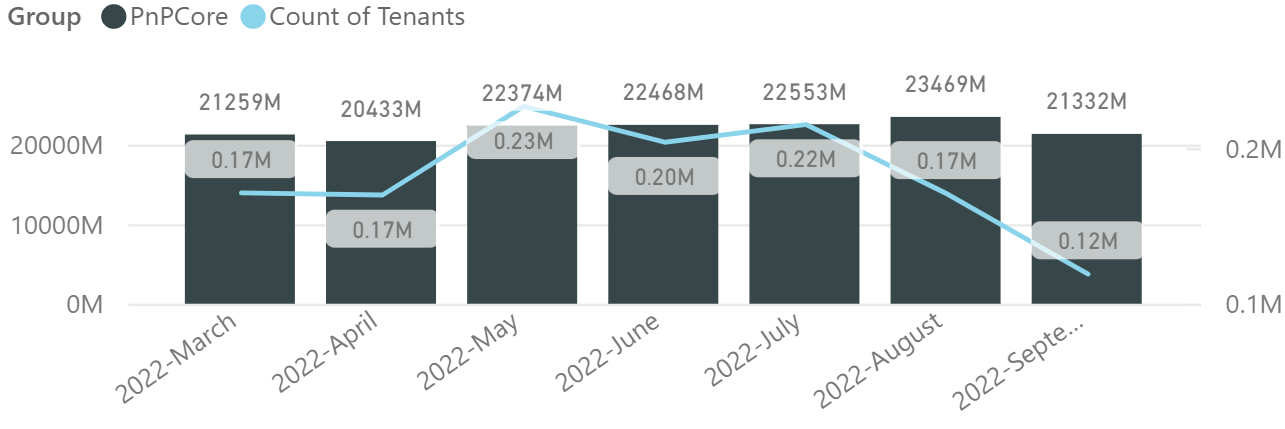 Group PnPCore Count of Tenants
21259M 20433M 22374M 22468M 22553M 23469M 21332M
20000M 0.17M 0.17M 0.23M 0.20M 0.22M 0.17M 0.12M 0.2M
10000M
0M 0.1M
2022-March 2022-April 2022-May 2022-June 2022-July 2022-August 2022-Septe...